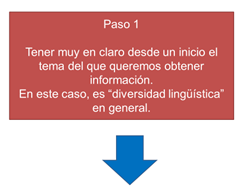 Paso 1
Tener muy en claro desde un inicio el
tema del que queremos obtener
información.
En este caso, es “diversidad lingüística”
en general.